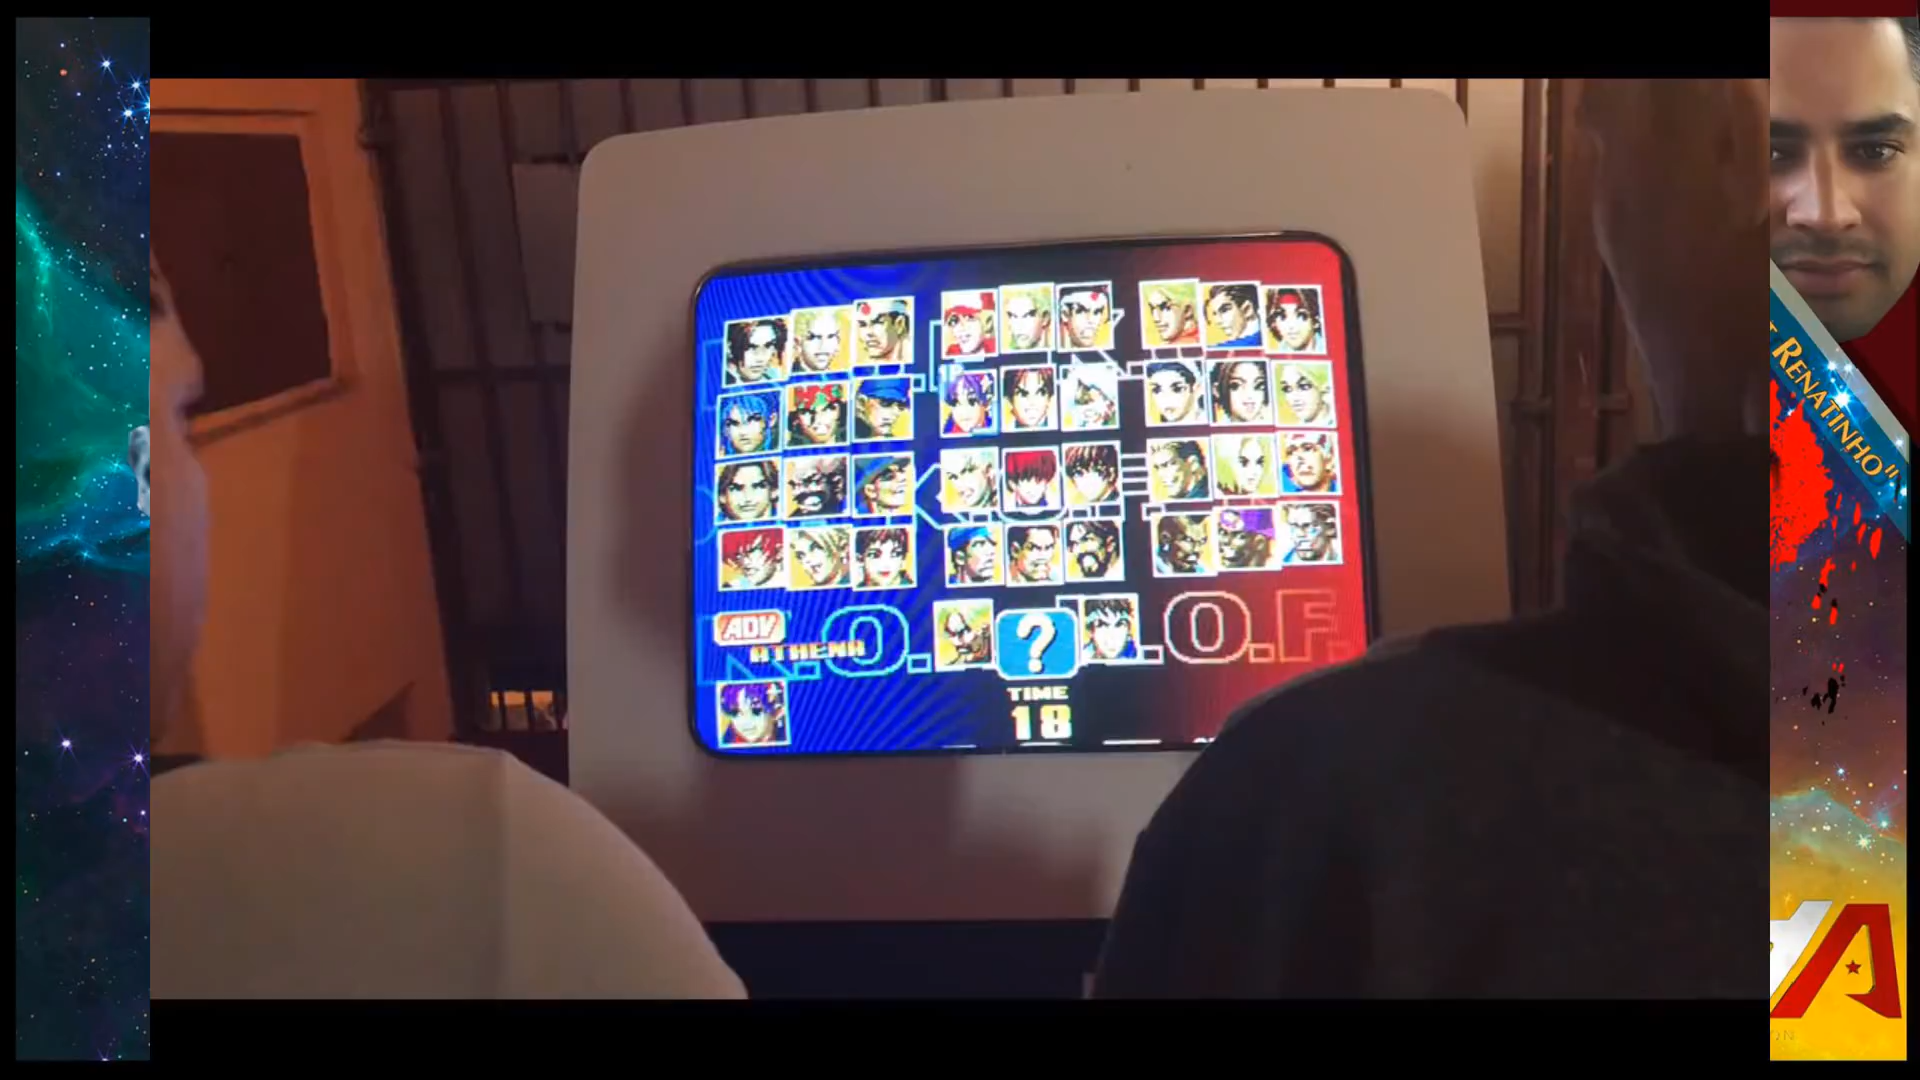 ADV
ATHENA
K.O.F.
?
TIME
18
RENATINHO"